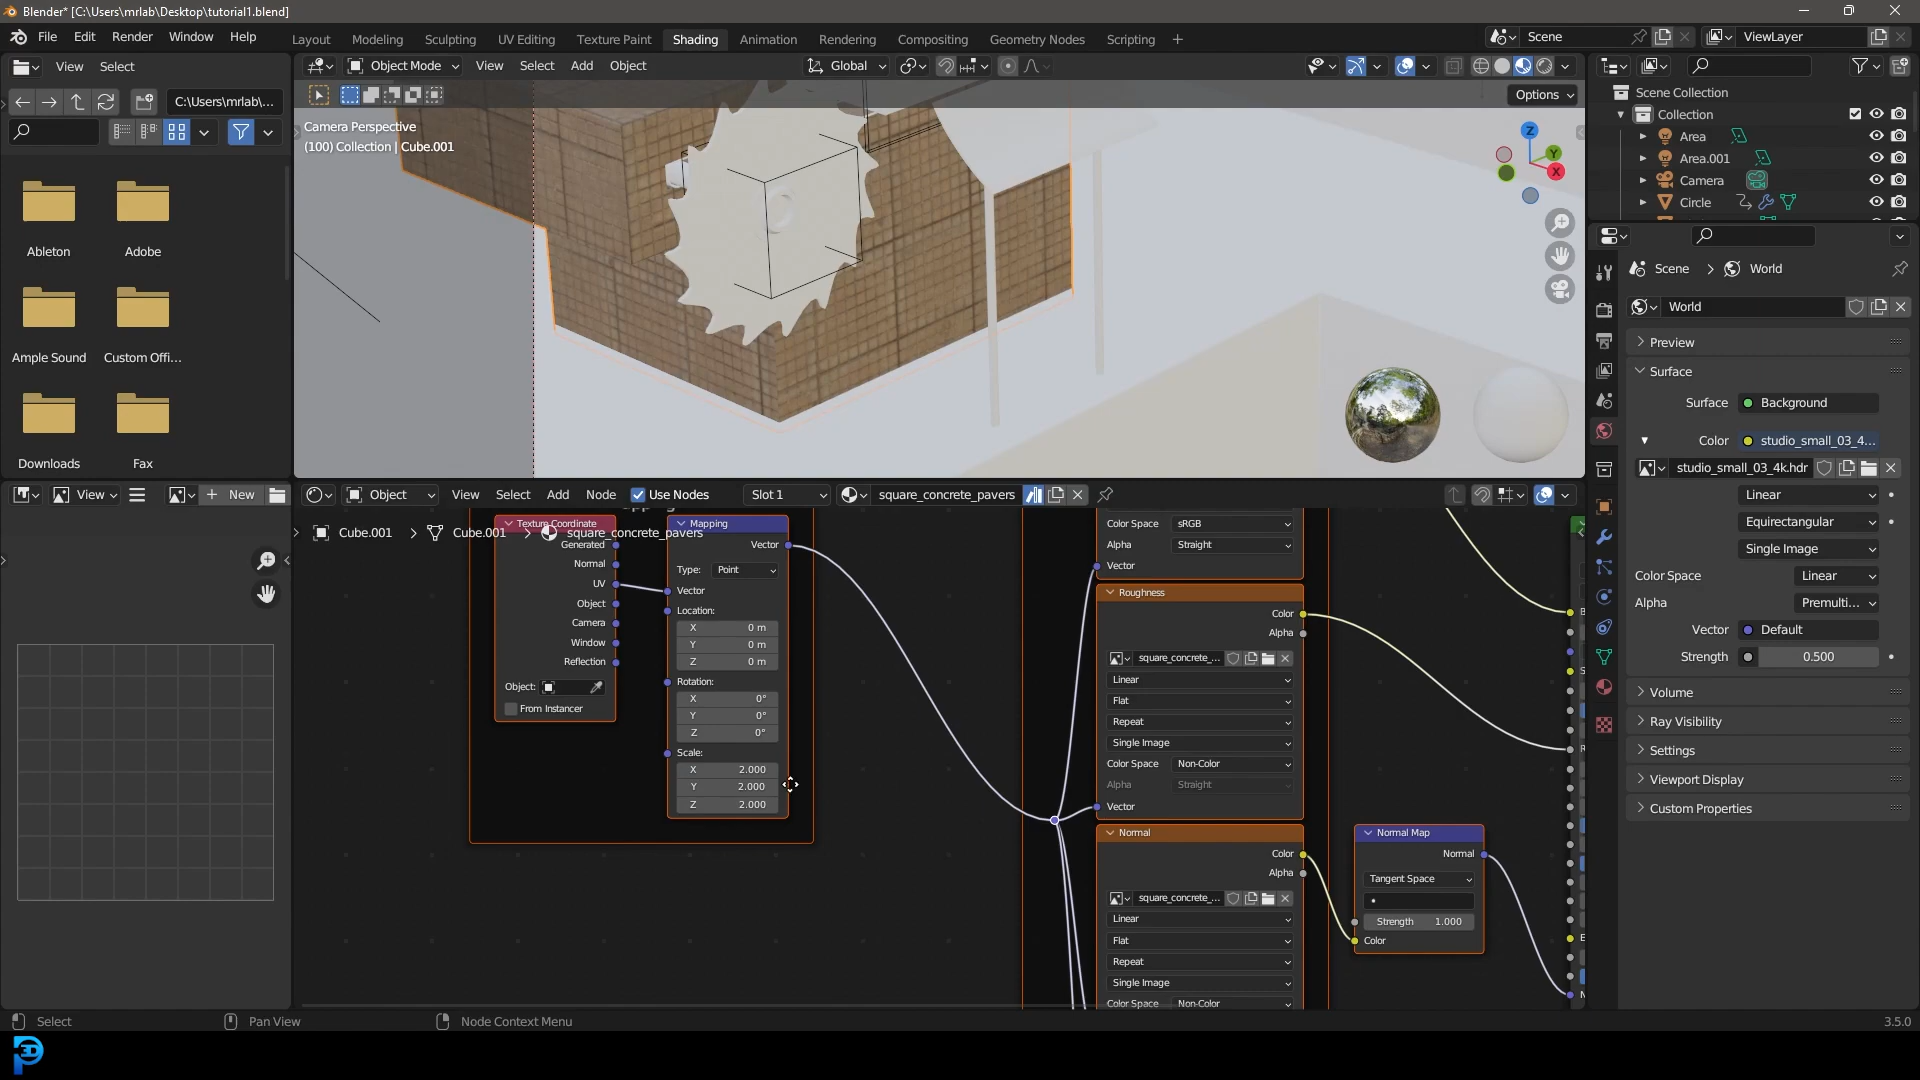 Blender* [C:\Users\mrlab\Desktop\tutorial1.blend]
File Edit Render Window Help
Layout Modeling Sculpting UV Editing Texture Paint Shading Animation Rendering Compositing Geometry Nodes Scripting +
Scene
ViewLayer
View Select
Object Mode View Select Add Object
Global
C:\Users\mrlab\...
Options
Camera Perspective
(100) Collection | Cube.001
Z
Y
X
Ableton
Adobe
Ample Sound
Custom Offi...
Downloads
Fax
Scene Collection
Collection
Area
Area.001
Camera
Circle
Scene > World
World
Preview
Surface
Surface Background
Color studio_small_03_4...
studio_small_03_4k.hdr
Linear
Equirectangular
Single Image
Color Space Linear
Alpha Premulti...
Vector Default
Strength 0.500
Volume
Ray Visibility
Settings
Viewport Display
Custom Properties
View + New
Object View Select Add Node Use Nodes Slot 1 square_concrete_pavers
Cube.001 > Cube.001 > square_concrete_pavers
Texture Coordinate
Generated
Normal
UV
Object
Camera
Window
Reflection
Object:
From Instancer
Mapping
Vector
Type: Point
Vector
Location:
X 0 m
Y 0 m
Z 0 m
Rotation:
X 0°
Y 0°
Z 0°
Scale:
X 2.000
Y 2.000
Z 2.000
Color Space sRGB
Alpha Straight
Vector
Roughness
Color
Alpha
square_concrete_...
Linear
Flat
Repeat
Single Image
Color Space Non-Color
Alpha Straight
Vector
Normal
Color
Alpha
square_concrete_...
Linear
Flat
Repeat
Single Image
Color Space Non-Color
Normal Map
Normal
Tangent Space
Strength 1.000
Color
Select
Pan View
Node Context Menu
3.5.0